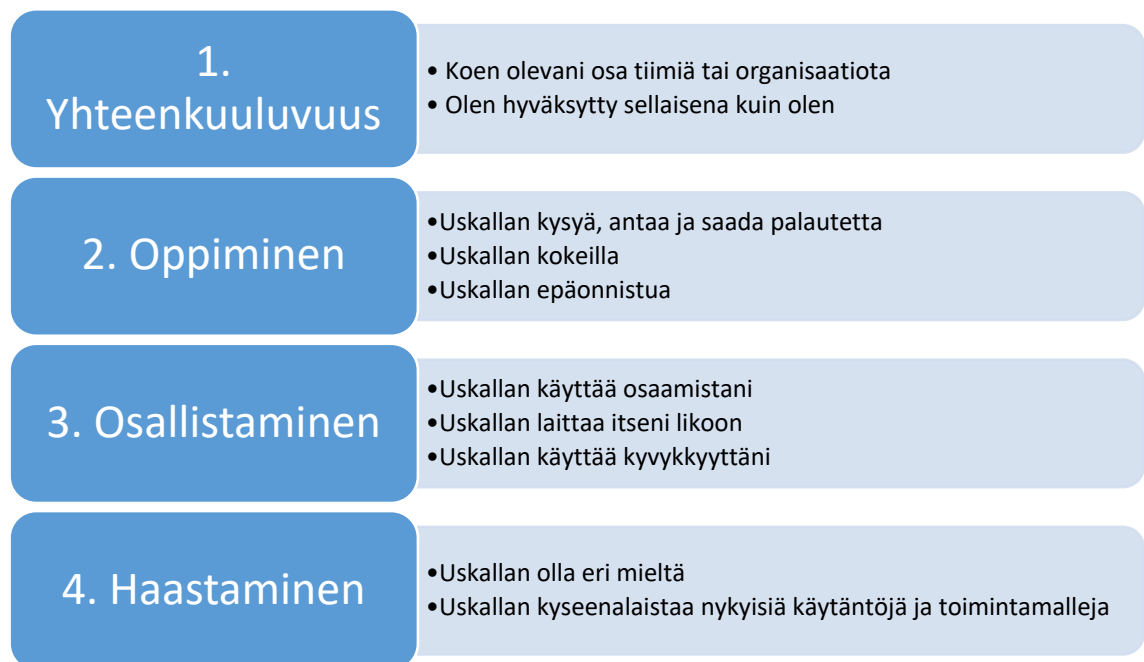 1.
Yhteenkuuluvuus
• Koen olevani osa tiimiä tai organisaatiota
• Olen hyväksytty sellaisena kuin olen
2. Oppiminen
•Uskallan kysyä, antaa ja saada palautetta
•Uskallan kokeilla
•Uskallan epäonnistua
3. Osallistaminen
•Uskallan käyttää osaamistani
•Uskallan laittaa itseni likoon
•Uskallan käyttää kyvykkyyttäni
4. Haastaminen
•Uskallan olla eri mieltä
•Uskallan kyseenalaistaa nykyisiä käytäntöjä ja toimintamalleja